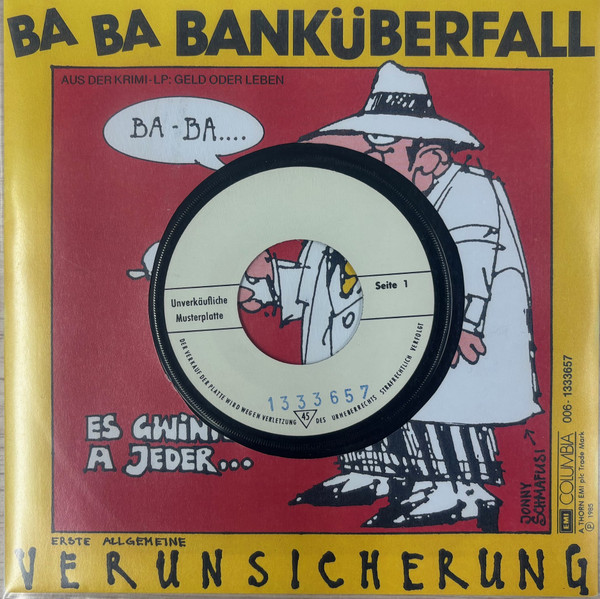 BA BA BANKÜBERFALL
AUS DER KRIMI-LP: GELD ODER LEBEN
BA-BA....
Unverkäufliche
Musterplatte
Seite 1
DER VERKAUF DER PLATTE WIRD WEGEN VERLETZUNG DES URHEBERRECHTS STRAFRECHTLICH VERFOLGT
1333657
45
ES
A JEDER...
JONNY
SCHMAFUSI
EMI COLUMBIA
006-1333657
A THORN EMI plc Trade Mark
℗ 1985
ERSTE ALLGEMEINE
VERUNSICHERUNG